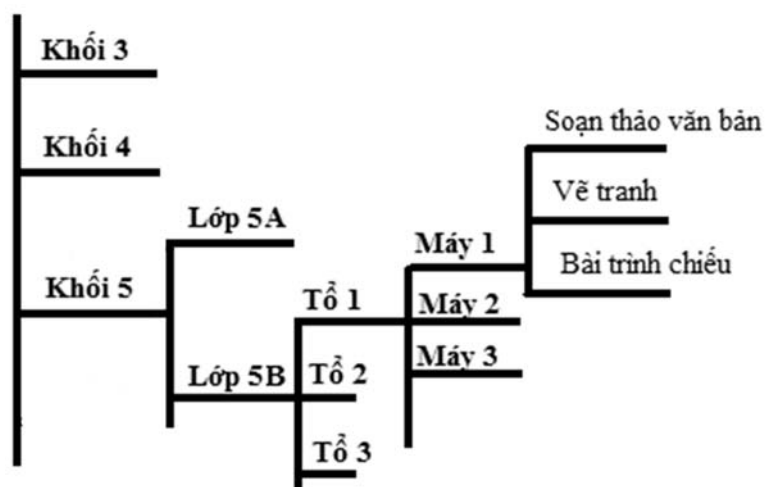 Khối 3
Khối 4
Khối 5
Lớp 5A
Lớp 5B
Tổ 1
Tổ 2
Tổ 3
Máy 1
Máy 2
Máy 3
Soạn thảo văn bản
Vẽ tranh
Bài trình chiếu